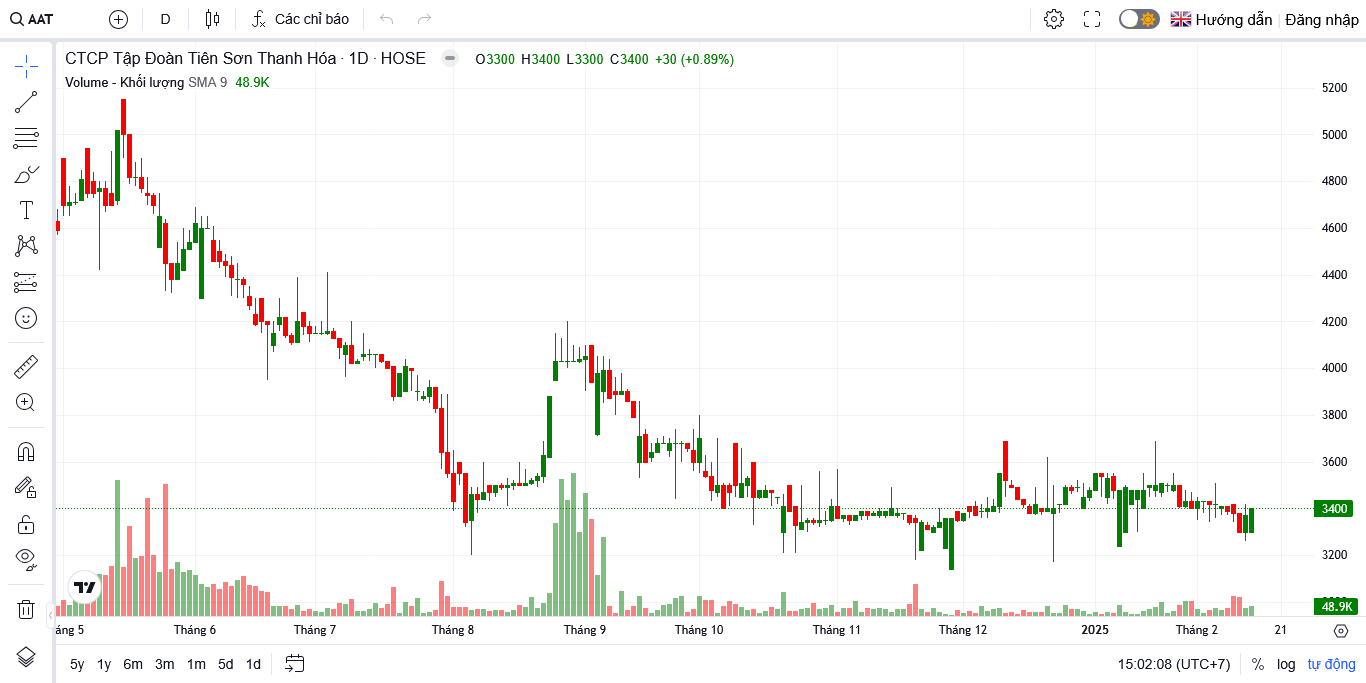 AAT D Các chỉ báo Hướng dẫn Đăng nhập
CTCP Tập Đoàn Tiên Sơn Thanh Hóa · 1D · HOSE O3300 H3400 L3300 C3400 +30 (+0.89%)
Volume - Khối lượng SMA 9 48.9K
5200
5000
4800
4600
4400
4200
4000
3800
3600
3400
3200
48.9K
áng 5 Tháng 6 Tháng 7 Tháng 8 Tháng 9 Tháng 10 Tháng 11 Tháng 12 2025 Tháng 2 21
5y 1y 6m 3m 1m 5d 1d 15:02:08 (UTC+7) % log tự động